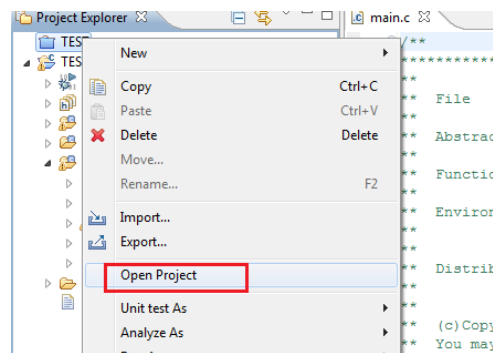 Project Explorer
main.c
TEST
TES
New
Copy Ctrl+C
Paste Ctrl+V
Delete Delete
Move...
Rename... F2
Import...
Export...
Open Project
Unit test As
Analyze As
/**
***********
**
** File
**
** Abstrac
**
** Functio
**
** Environ
**
**
** Distrib
**
**
** (c)Copy
** You may